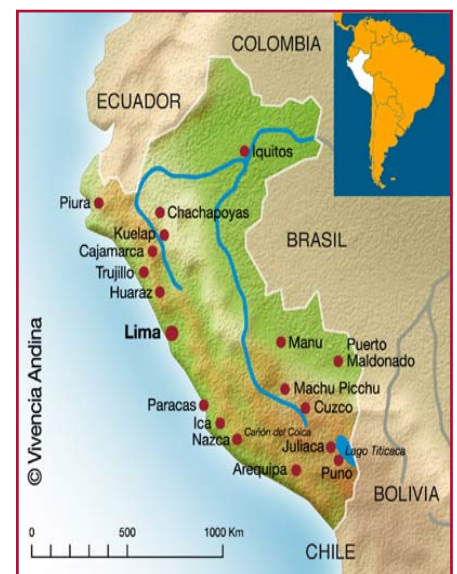 COLOMBIA
ECUADOR
Iquitos
Piura
Chachapoyas
Kuelap
Cajamarca
BRASIL
Trujillo
Huaraz
Lima
Manu
Puerto
Maldonado
Machu Picchu
Paracas
Cuzco
Ica
Cañón del Colca
Nazca
Juliaca
Lago Titicaca
Arequipa
Puno
BOLIVIA
CHILE
0 500 1000 Km
© Vivencia Andina